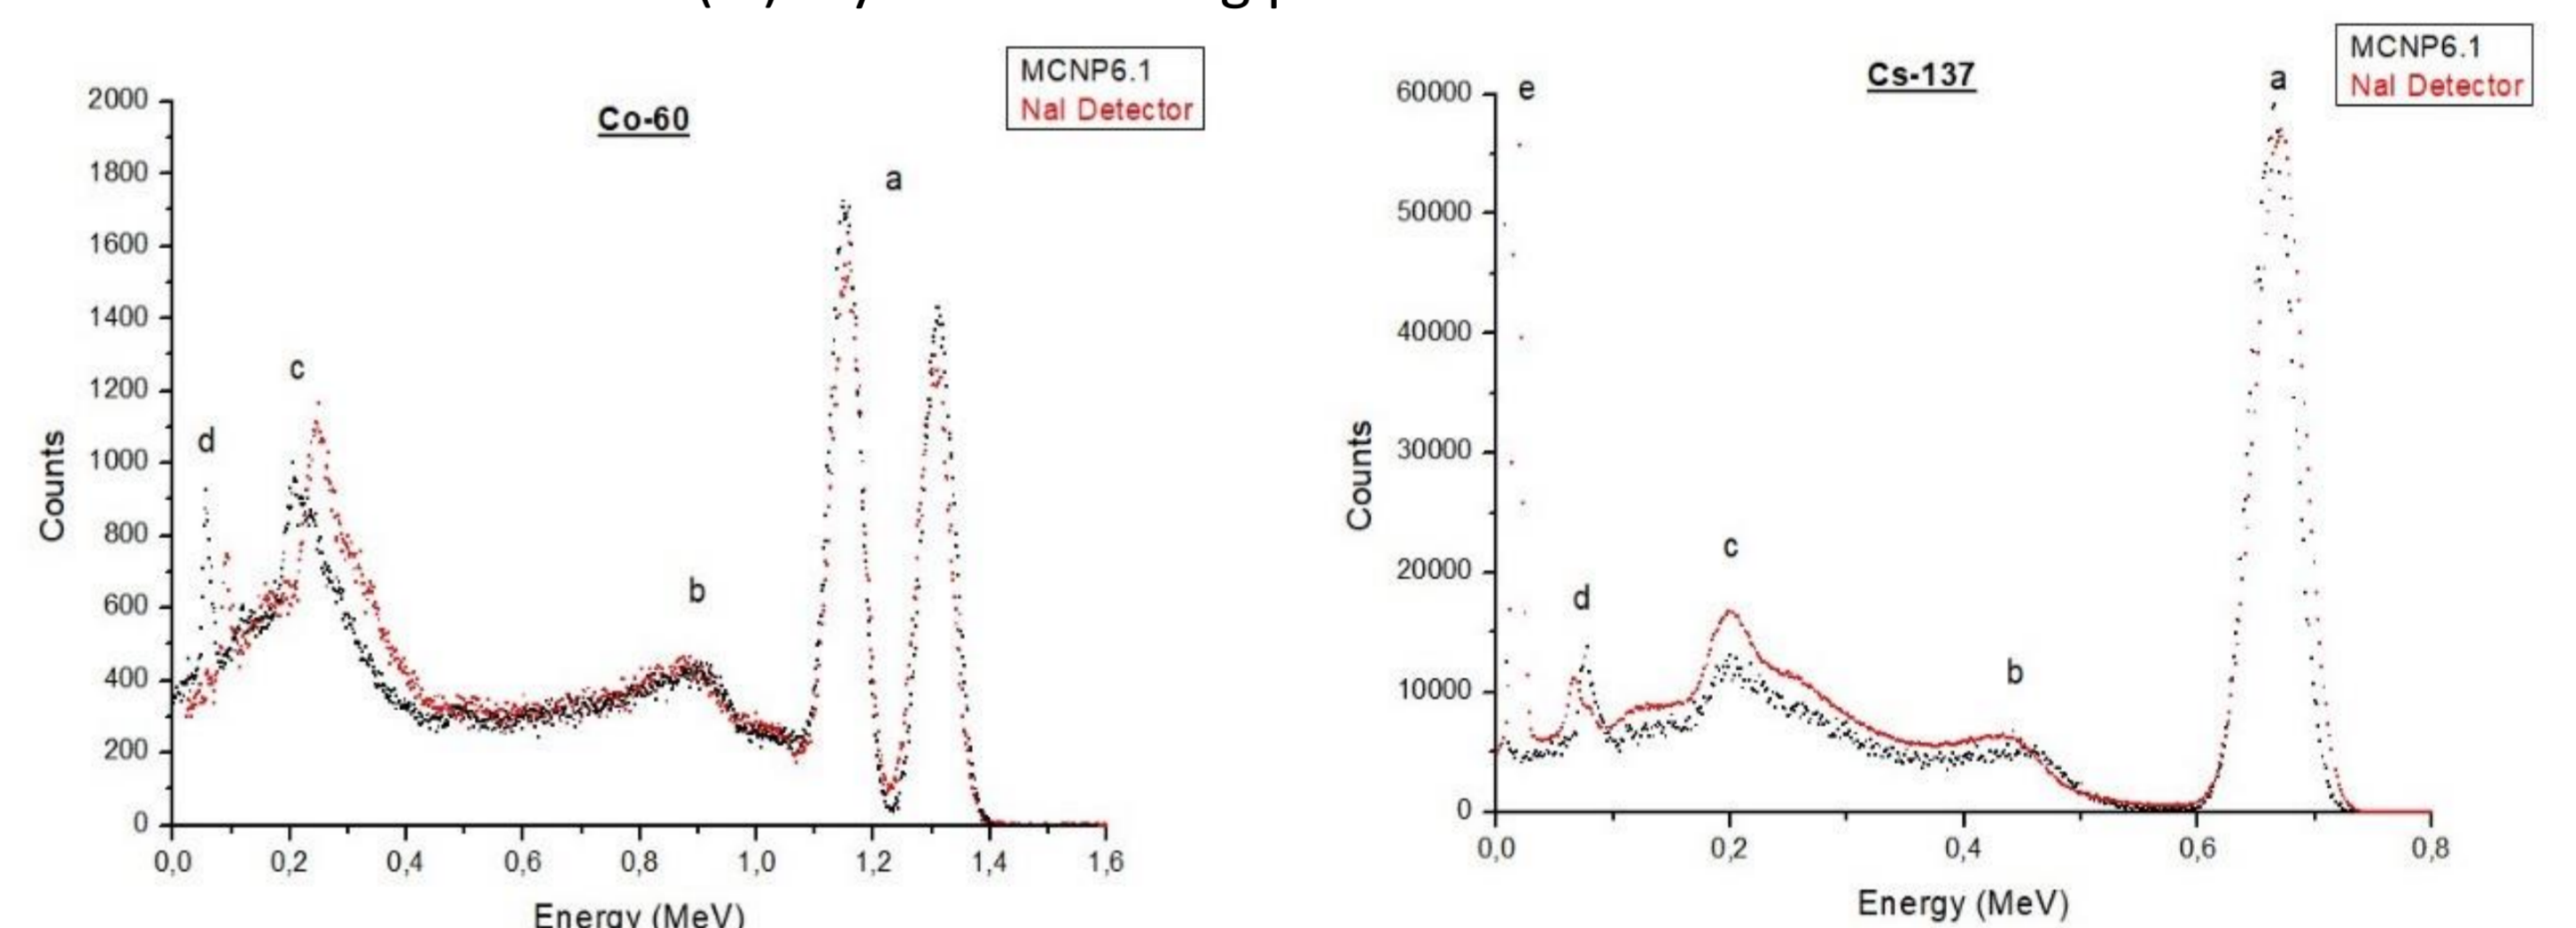 MCNP6.1
NaI Detector
Co-60
2000
1800
1600
1400
1200
1000
800
600
400
200
0
Counts
a
b
c
d
0,0 0,2 0,4 0,6 0,8 1,0 1,2 1,4 1,6
Energy (MeV)
MCNP6.1
NaI Detector
Cs-137
60000
50000
40000
30000
20000
10000
0
Counts
e
a
d
c
b
0,0 0,2 0,4 0,6 0,8
Energy (MeV)